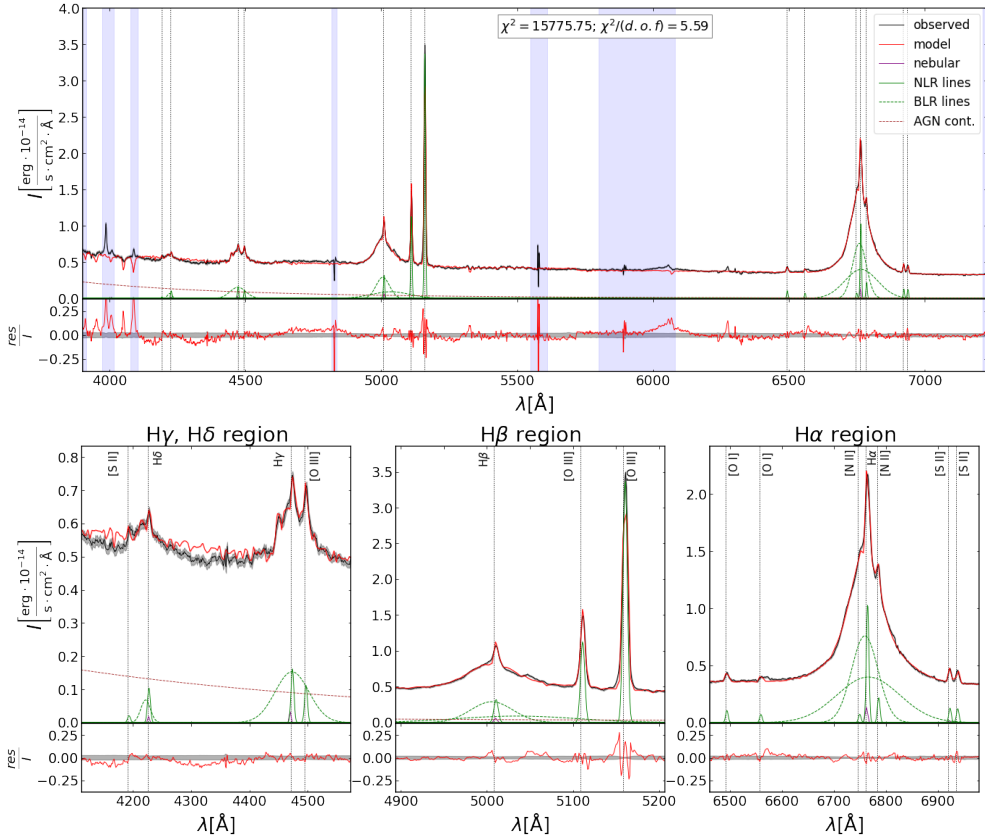 4.0
3.5
3.0
2.5
2.0
1.5
1.0
0.5
0.0
I[erg · 10⁻¹⁴ / s · cm² · Å]
χ² = 15775.75; χ²/(d.o.f) = 5.59
observed
model
nebular
NLR lines
BLR lines
AGN cont.
0.25
0.00
−0.25
res/I
4000 4500 5000 5500 6000 6500 7000
λ[Å]
Hγ, Hδ region
[S II] Hδ Hγ [O III]
0.8
0.7
0.6
0.5
0.4
0.3
0.2
0.1
0.0
I[erg · 10⁻¹⁴ / s · cm² · Å]
0.25
0.00
−0.25
res/I
4200 4300 4400 4500
λ[Å]
Hβ region
Hβ [O III] [O III]
3.5
3.0
2.5
2.0
1.5
1.0
0.5
0.0
0.25
0.00
−0.25
4900 5000 5100 5200
λ[Å]
Hα region
[O I] [O I] [N II] Hα [N II] [S II] [S II]
2.0
1.5
1.0
0.5
0.0
0.25
0.00
−0.25
6500 6600 6700 6800 6900
λ[Å]